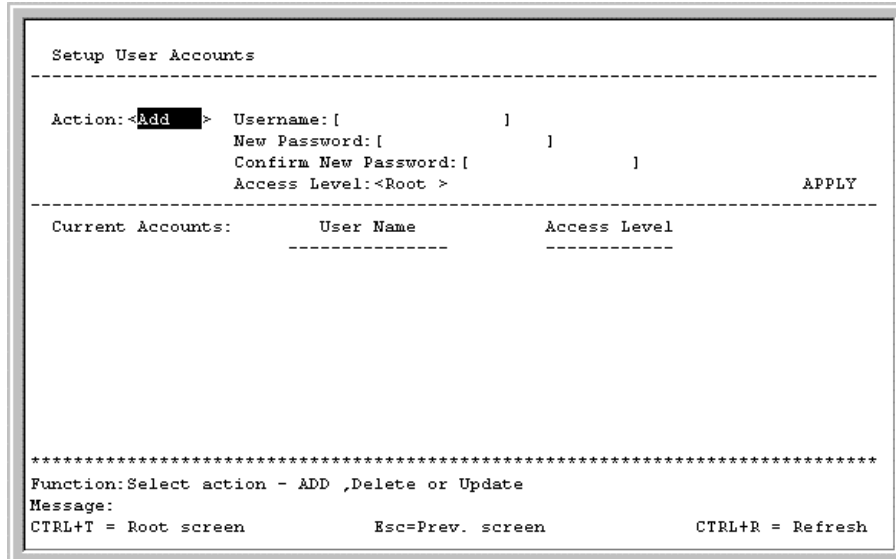 Setup User Accounts
--------------------------------------------------------------------------------
Action:<Add   > Username:[               ]
New Password:[               ]
Confirm New Password:[               ]
Access Level:<Root > APPLY
--------------------------------------------------------------------------------
Current Accounts: User Name Access Level
--------------- ------------
********************************************************************************
Function:Select action - ADD ,Delete or Update
Message:
CTRL+T = Root screen Esc=Prev. screen CTRL+R = Refresh